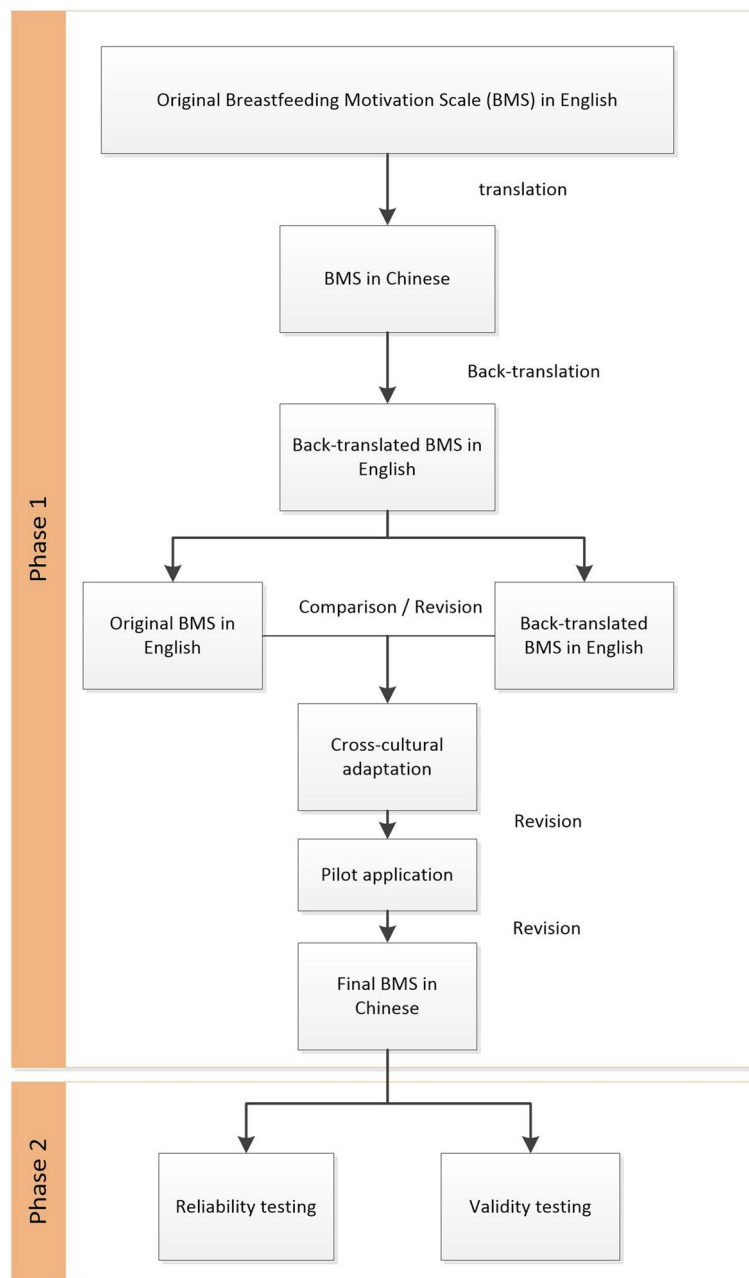 Phase 1
Original Breastfeeding Motivation Scale (BMS) in English
translation
BMS in Chinese
Back-translation
Back-translated BMS in
English
Original BMS in
English
Comparison / Revision
Back-translated
BMS in English
Cross-cultural
adaptation
Revision
Pilot application
Revision
Final BMS in
Chinese
Phase 2
Reliability testing
Validity testing